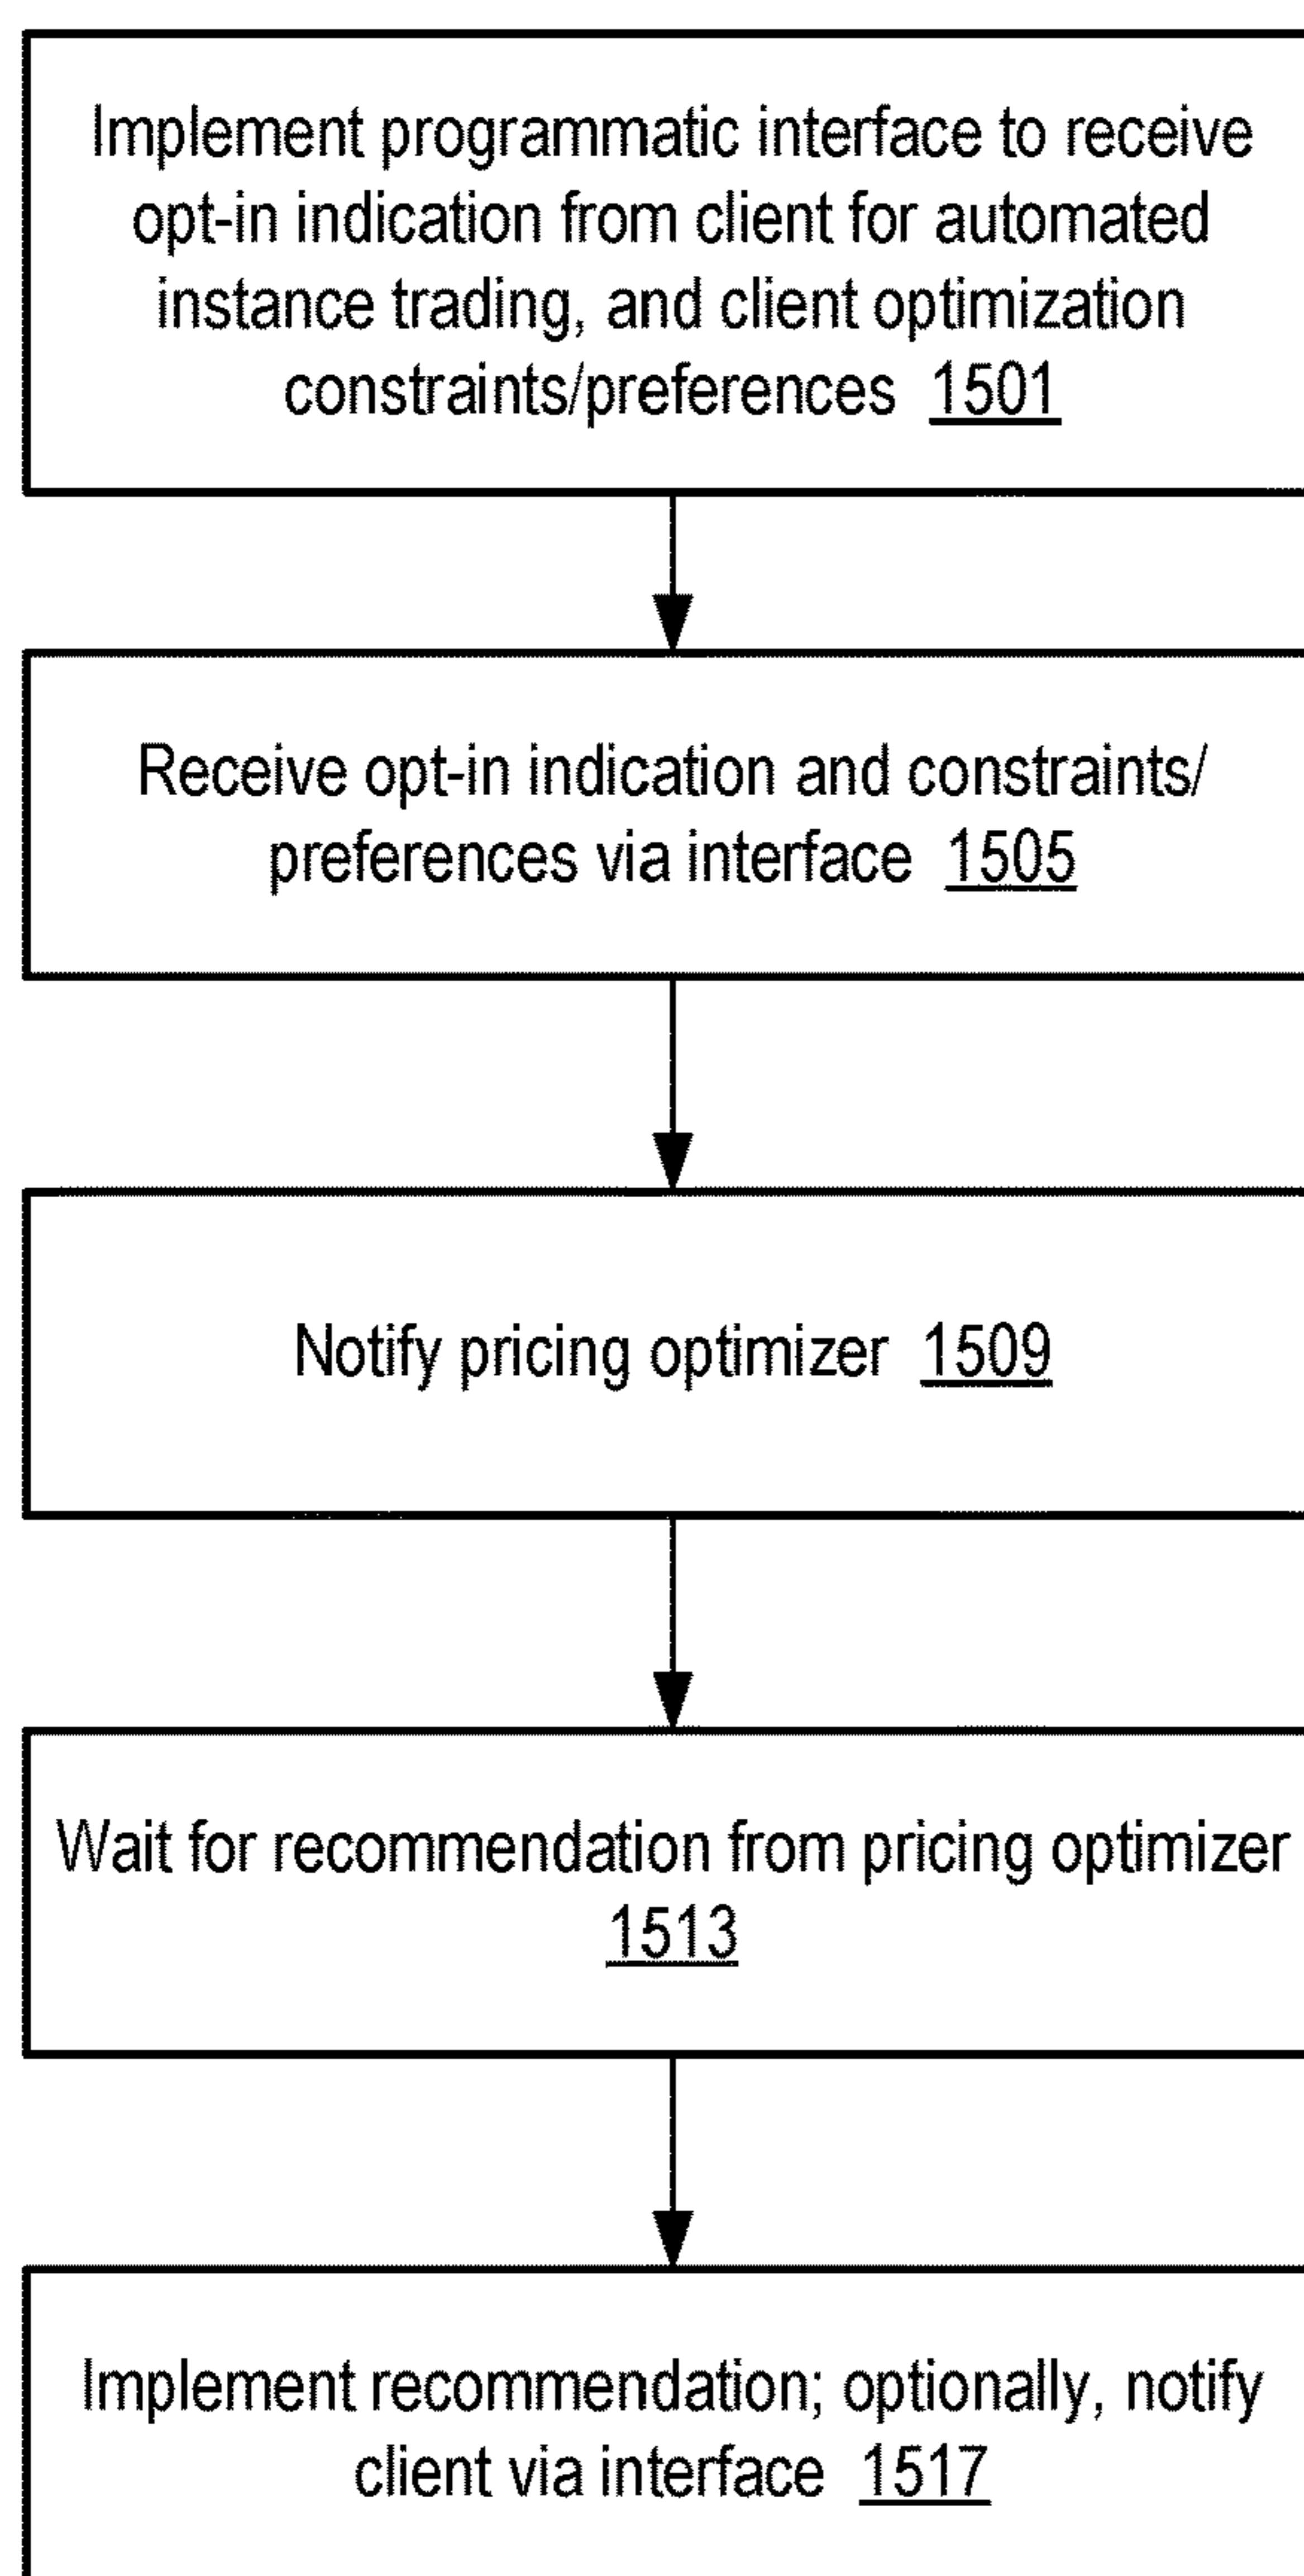 Implement programmatic interface to receive
opt-in indication from client for automated
instance trading, and client optimization
constraints/preferences 1501
Receive opt-in indication and constraints/
preferences via interface 1505
Notify pricing optimizer 1509
Wait for recommendation from pricing optimizer
1513
Implement recommendation; optionally, notify
client via interface 1517